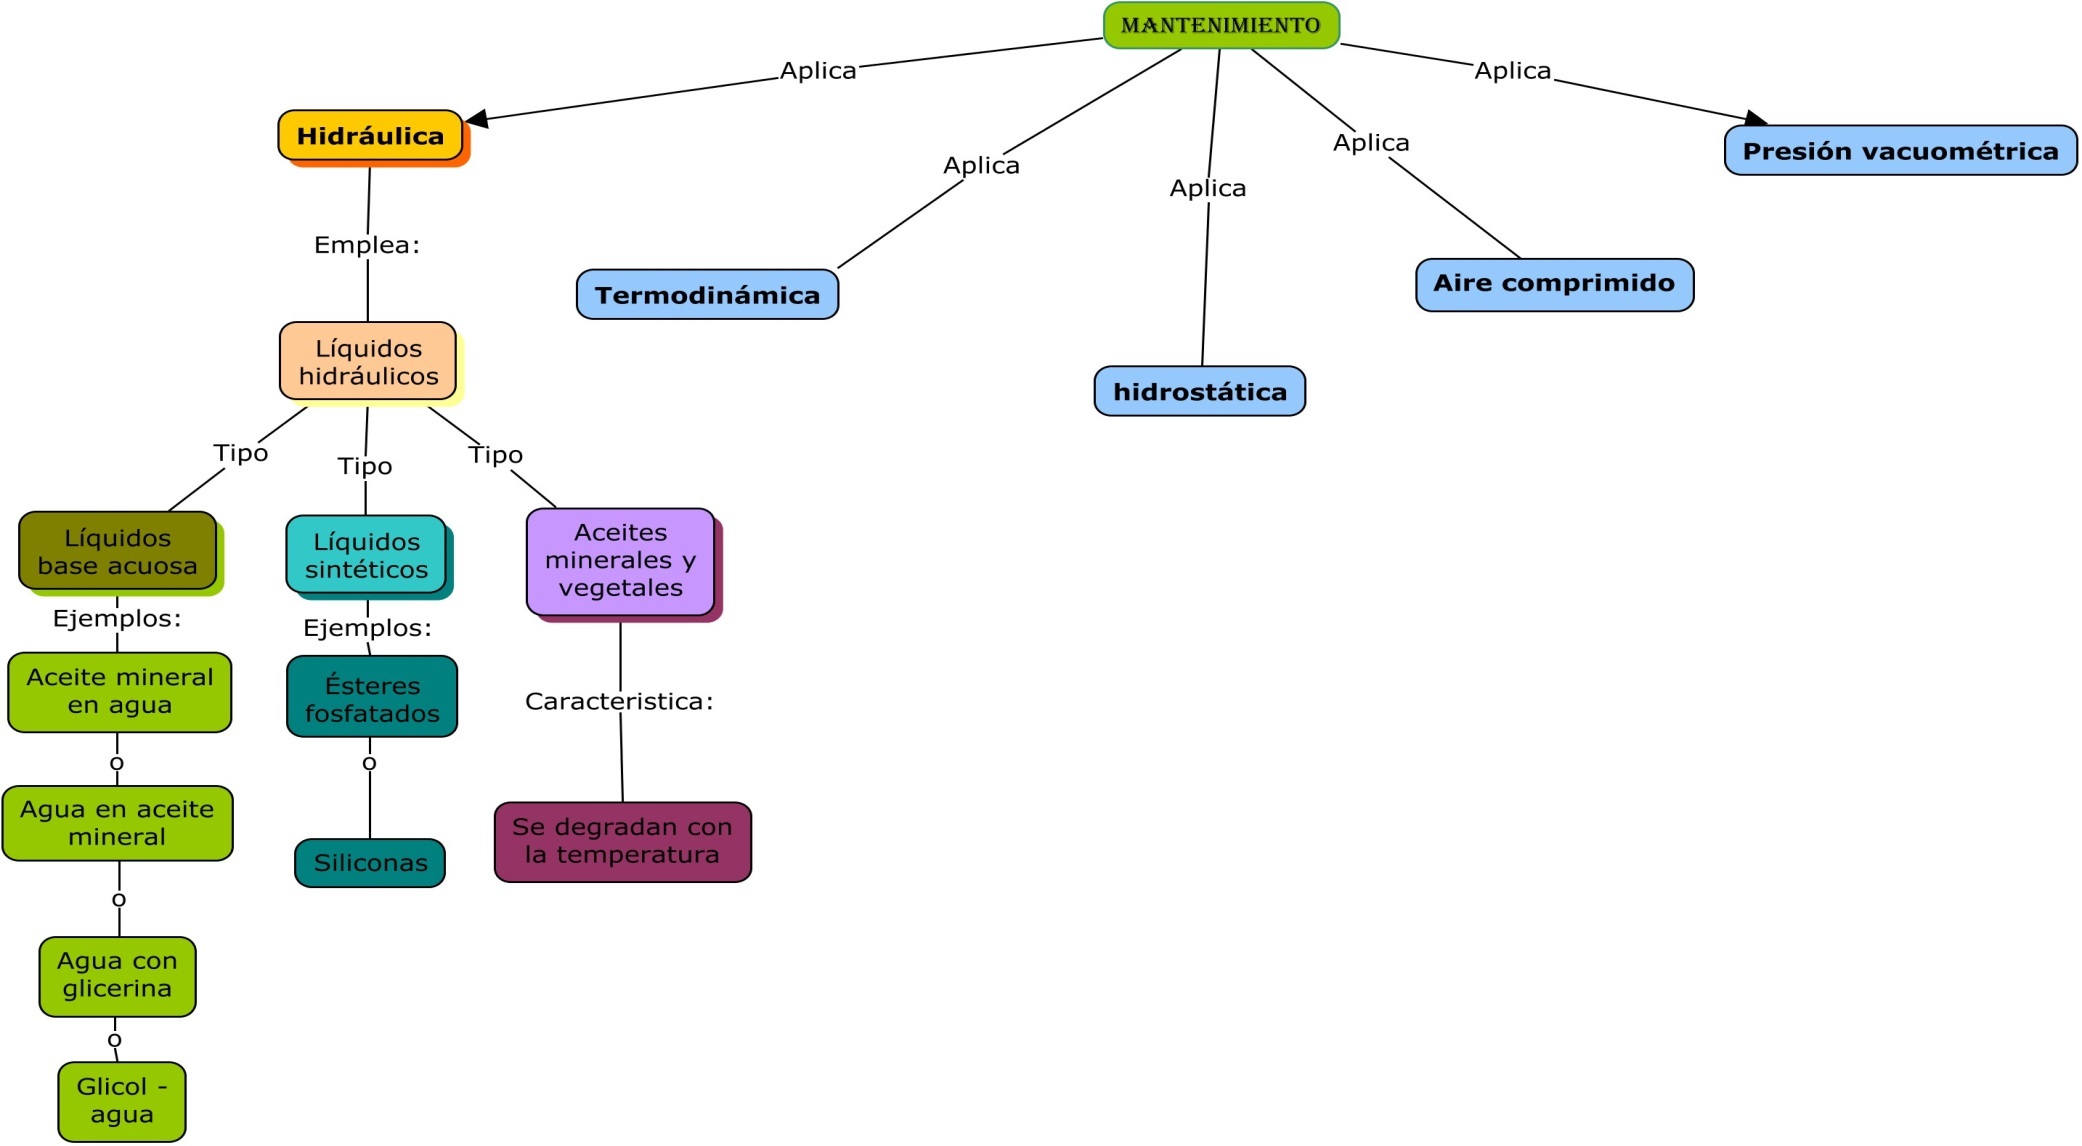 MANTENIMIENTO
Aplica
Aplica
Aplica
Aplica
Aplica
Hidráulica
Presión vacuométrica
Emplea:
Termodinámica
Aire comprimido
hidrostática
Líquidos
hidráulicos
Tipo
Tipo
Tipo
Líquidos
base acuosa
Líquidos
sintéticos
Aceites
minerales y
vegetales
Ejemplos:
Ejemplos:
Caracteristica:
Aceite mineral
en agua
Ésteres
fosfatados
o
o
Agua en aceite
mineral
Siliconas
Se degradan con
la temperatura
o
Agua con
glicerina
o
Glicol -
agua